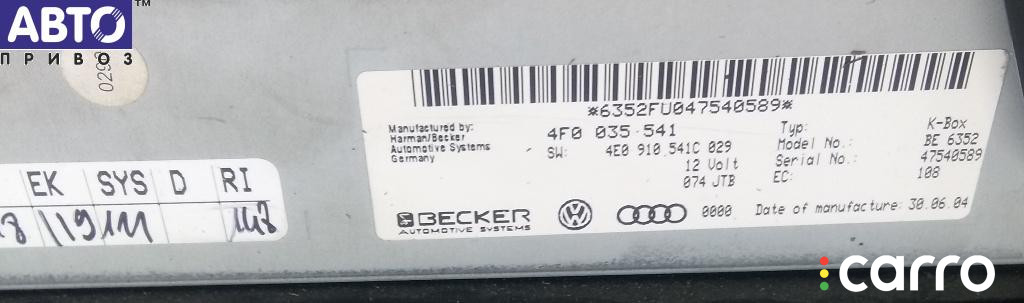 АВТО™
ПРИВОЗ
029
*6352FU047540589*
Manufactured by:
Harman/Becker
Automotive Systems
Germany
4F0 035 541
SW: 4E0 910 541C 029
12 Volt
074 JTB
Typ: K-Box
Model No.: BE 6352
Serial No.: 47540589
EC: 108
BECKER
AUTOMOTIVE SYSTEMS
0000 Date of manufacture: 30.06.04
EK SYS D RI
carro